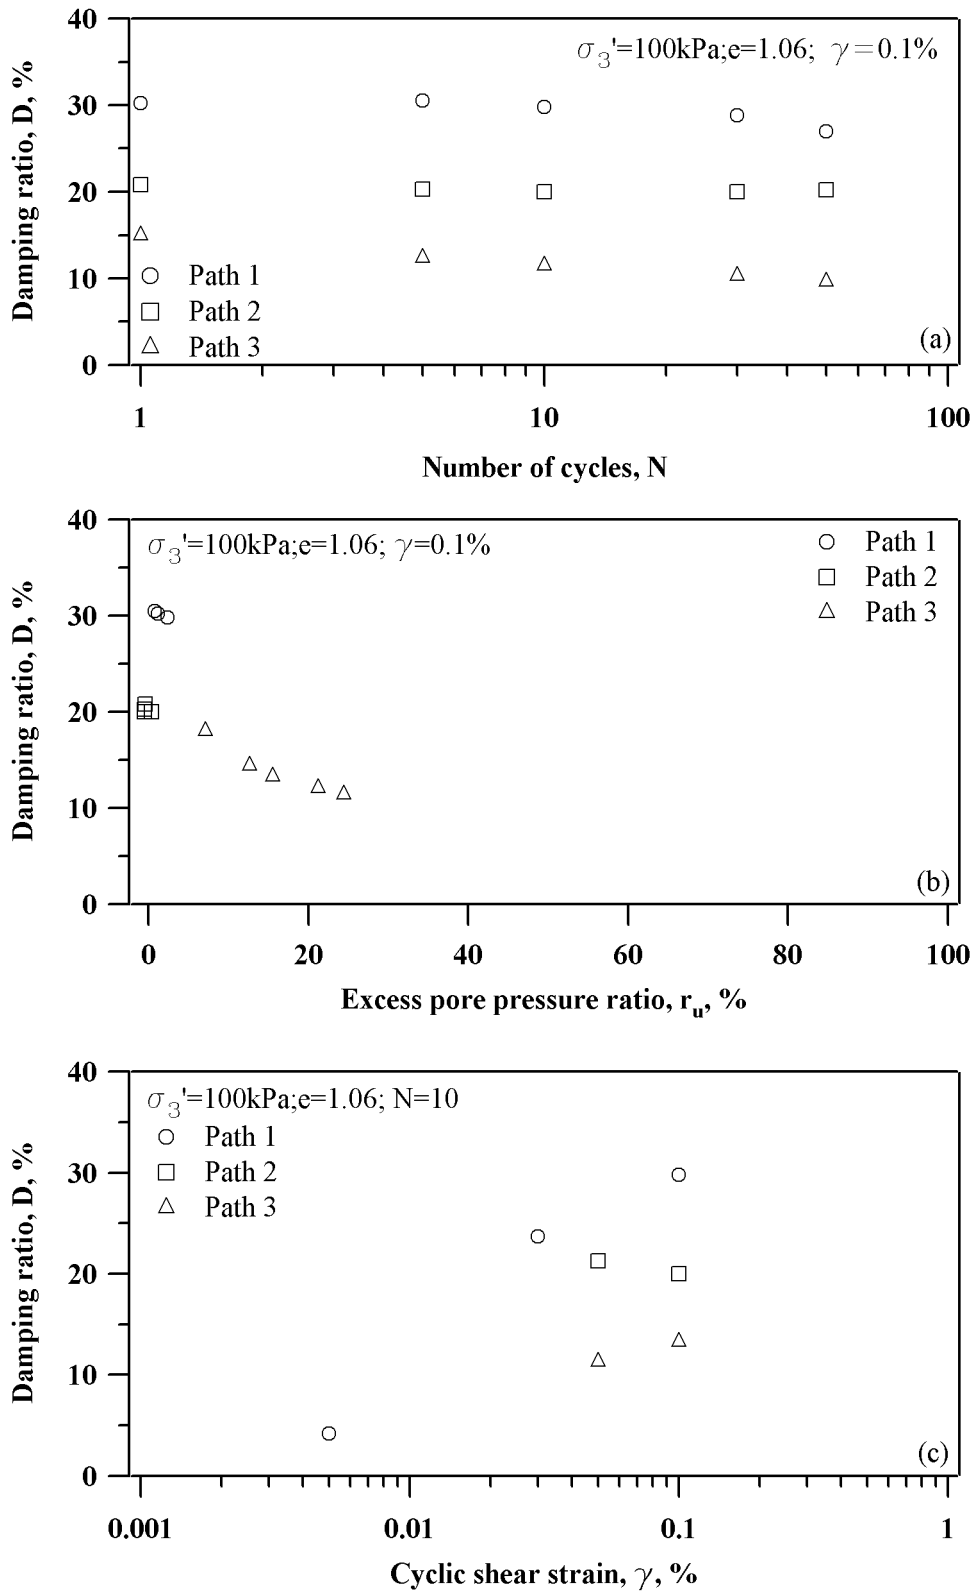 40
30
20
10
0
Damping ratio, D, %
σ3'=100kPa;e=1.06; γ=0.1%
Path 1
Path 2
Path 3
(a)
1
10
100
Number of cycles, N
40
30
20
10
0
Damping ratio, D, %
σ3'=100kPa;e=1.06; γ=0.1%
Path 1
Path 2
Path 3
(b)
0
20
40
60
80
100
Excess pore pressure ratio, ru, %
40
30
20
10
0
Damping ratio, D, %
σ3'=100kPa;e=1.06; N=10
Path 1
Path 2
Path 3
(c)
0.001
0.01
0.1
1
Cyclic shear strain, γ, %